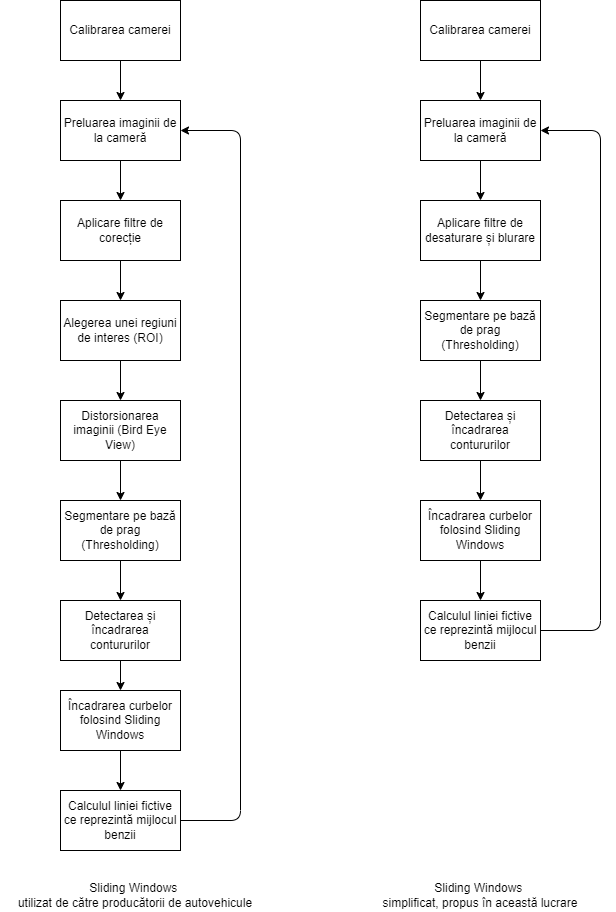 Calibrarea camerei
Preluarea imaginii de
la cameră
Aplicare filtre de
corecție
Alegerea unei regiuni
de interes (ROI)
Distorsionarea
imaginii (Bird Eye
View)
Segmentare pe bază
de prag
(Thresholding)
Detectarea și
încadrarea
contururilor
Încadrarea curbelor
folosind Sliding
Windows
Calculul liniei fictive
ce reprezintă mijlocul
benzii
Sliding Windows
utilizat de către producătorii de autovehicule
Calibrarea camerei
Preluarea imaginii de
la cameră
Aplicare filtre de
desaturare și blurare
Segmentare pe bază
de prag
(Thresholding)
Detectarea și
încadrarea
contururilor
Încadrarea curbelor
folosind Sliding
Windows
Calculul liniei fictive
ce reprezintă mijlocul
benzii
Sliding Windows
simplificat, propus în această lucrare